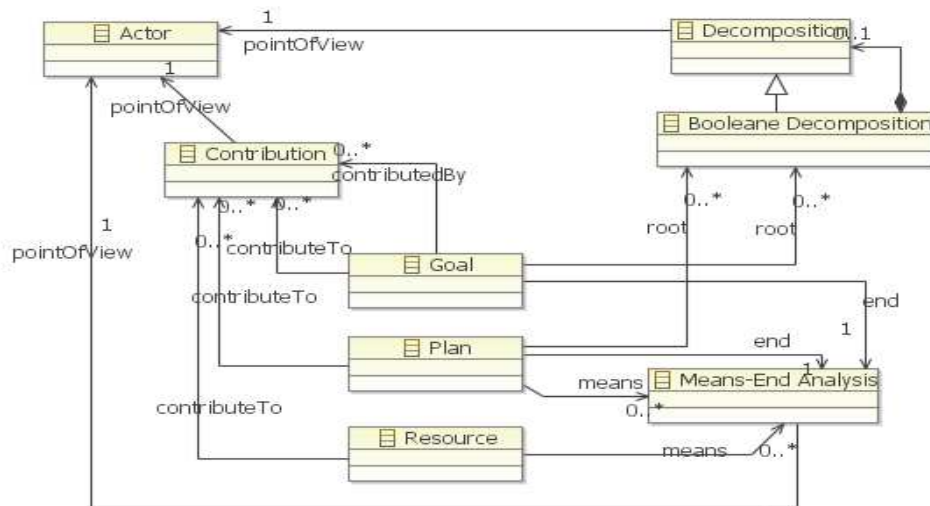 1
Actor
Decomposition
0..1
pointOfView
1
pointOfView
Booleane Decomposition
Contribution
0..*
contributedBy
0..*
0..*
0..*
0..*
0..*
1
root
root
pointOfView
contributeTo
Goal
contributeTo
end
1
Plan
end
1
Means-End Analysis
means
0..*
contributeTo
Resource
means
0..*